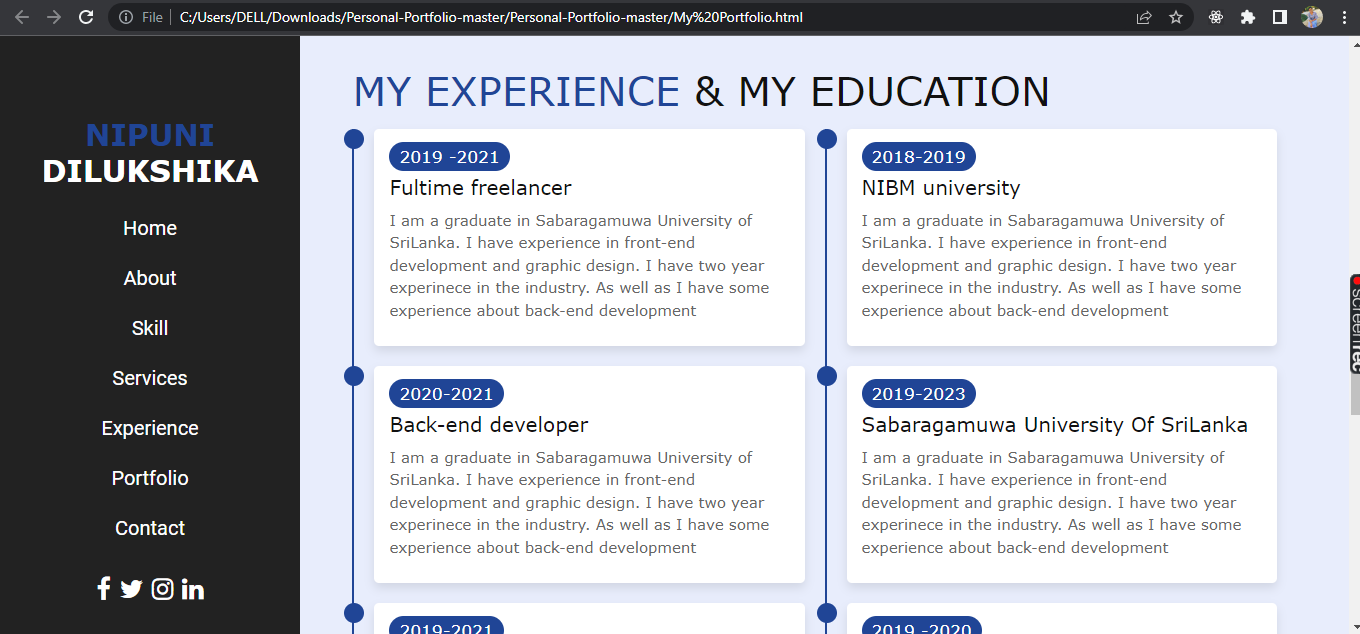 File
C:/Users/DELL/Downloads/Personal-Portfolio-master/Personal-Portfolio-master/My%20Portfolio.html
NIPUNI
DILUKSHIKA
Home
About
Skill
Services
Experience
Portfolio
Contact
MY EXPERIENCE & MY EDUCATION
2019 -2021
Fultime freelancer
I am a graduate in Sabaragamuwa University of
SriLanka. I have experience in front-end
development and graphic design. I have two year
experinece in the industry. As well as I have some
experience about back-end development
2018-2019
NIBM university
I am a graduate in Sabaragamuwa University of
SriLanka. I have experience in front-end
development and graphic design. I have two year
experinece in the industry. As well as I have some
experience about back-end development
2020-2021
Back-end developer
I am a graduate in Sabaragamuwa University of
SriLanka. I have experience in front-end
development and graphic design. I have two year
experinece in the industry. As well as I have some
experience about back-end development
2019-2023
Sabaragamuwa University Of SriLanka
I am a graduate in Sabaragamuwa University of
SriLanka. I have experience in front-end
development and graphic design. I have two year
experinece in the industry. As well as I have some
experience about back-end development
2019-2021
2019 -2020